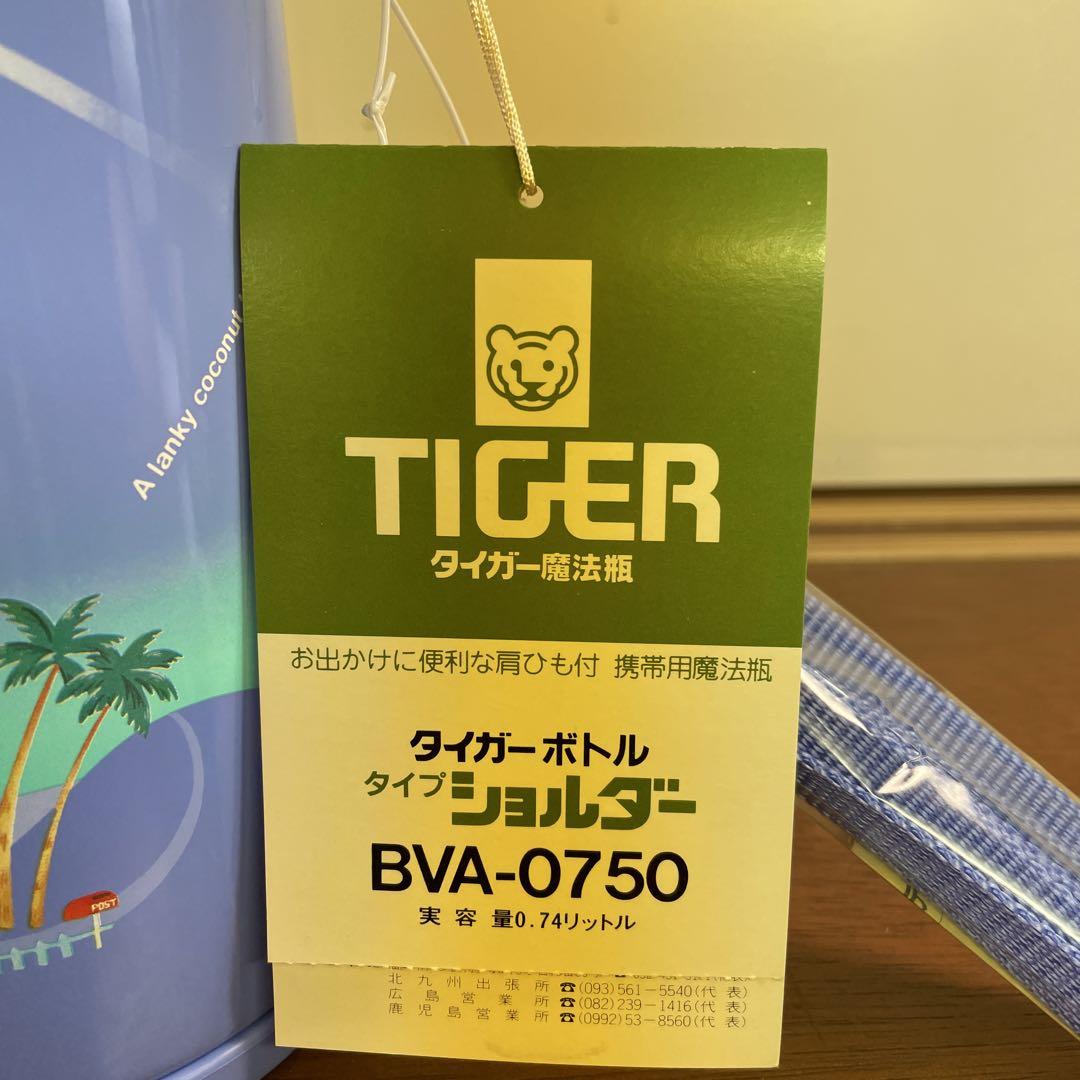 A lanky coconut
TIGER
タイガー魔法瓶
お出かけに便利な肩ひも付 携帯用魔法瓶
タイガーボトル
タイプ ショルダー
BVA-0750
実容量0.74リットル
北九州出張所 ☎(093)561-5540(代表)
広島営業所 ☎(082)239-1416(代表)
鹿児島営業所 ☎(0992)53-8560(代表)
POST